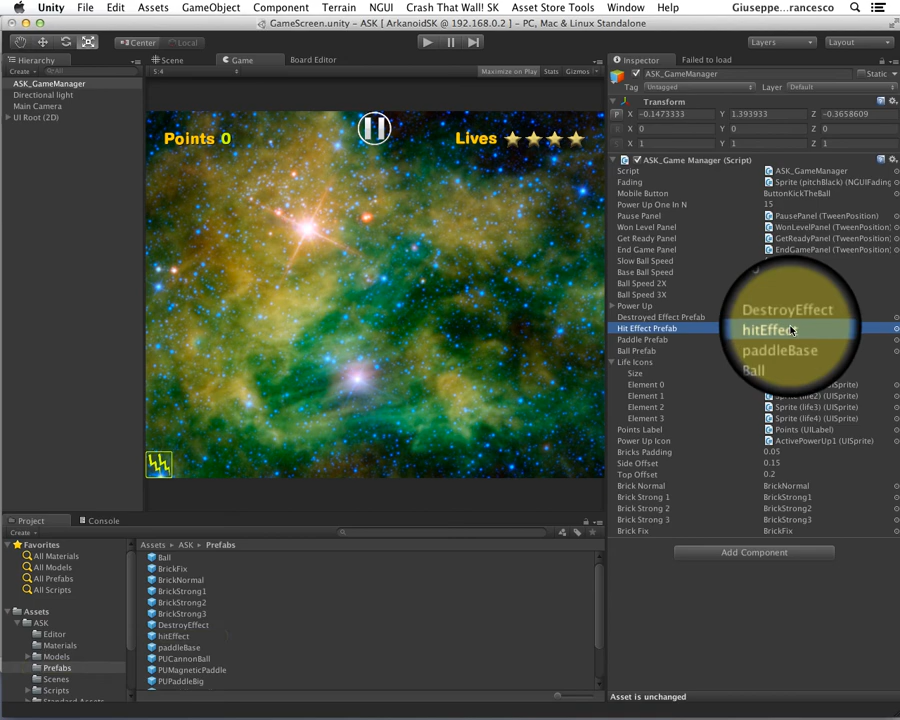 Unity File Edit Assets GameObject Component Terrain NGUI Crash That Wall! SK Asset Store Tools Window Help Giuseppe...rancesco
GameScreen.unity - ASK [ ArkanoidSK @ 192.168.0.2 ] - PC, Mac & Linux Standalone
Center Local Layers Layout
Hierarchy
Create All
ASK_GameManager
Directional light
Main Camera
UI Root (2D)
Scene Game Board Editor
5:4 Maximize on Play Stats Gizmos
Points 0
Lives
Inspector Failed to load
ASK_GameManager Static
Tag Untagged Layer Default
Transform
P X -0.1473333 Y 1.393933 Z -0.3658609
R X 0 Y 0 Z 0
S X 1 Y 1 Z 1
ASK_Game Manager (Script)
Script ASK_GameManager
Fading Sprite (pitchBlack) (NGUIFading
Mobile Button ButtonKickTheBall
Power Up One In N 15
Pause Panel PausePanel (TweenPosition)
Won Level Panel WonLevelPanel (TweenPosition)
Get Ready Panel GetReadyPanel (TweenPosition)
End Game Panel EndGamePanel (TweenPosition)
Slow Ball Speed
Base Ball Speed
Ball Speed 2X
Ball Speed 3X
Power Up
Destroyed Effect Prefab DestroyEffect
Hit Effect Prefab hitEffect
Paddle Prefab paddleBase
Ball Prefab Ball
Life Icons
Size
Element 0 Sprite)
Element 1 Sprite (life2) (UISprite)
Element 2 Sprite (life3) (UISprite)
Element 3 Sprite (life4) (UISprite)
Points Label Points (UILabel)
Power Up Icon ActivePowerUp1 (UISprite)
Bricks Padding 0.05
Side Offset 0.15
Top Offset 0.2
Brick Normal BrickNormal
Brick Strong 1 BrickStrong1
Brick Strong 2 BrickStrong2
Brick Strong 3 BrickStrong3
Brick Fix BrickFix
Add Component
Asset is unchanged
Project Console
Create
Favorites
All Materials
All Models
All Prefabs
All Scripts
Assets
ASK
Editor
Materials
Models
Prefabs
Scenes
Scripts
Standard Assets
Assets ▸ ASK ▸ Prefabs
Ball
BrickFix
BrickNormal
BrickStrong1
BrickStrong2
BrickStrong3
DestroyEffect
hitEffect
paddleBase
PUCannonBall
PUMagneticPaddle
PUPaddleBig